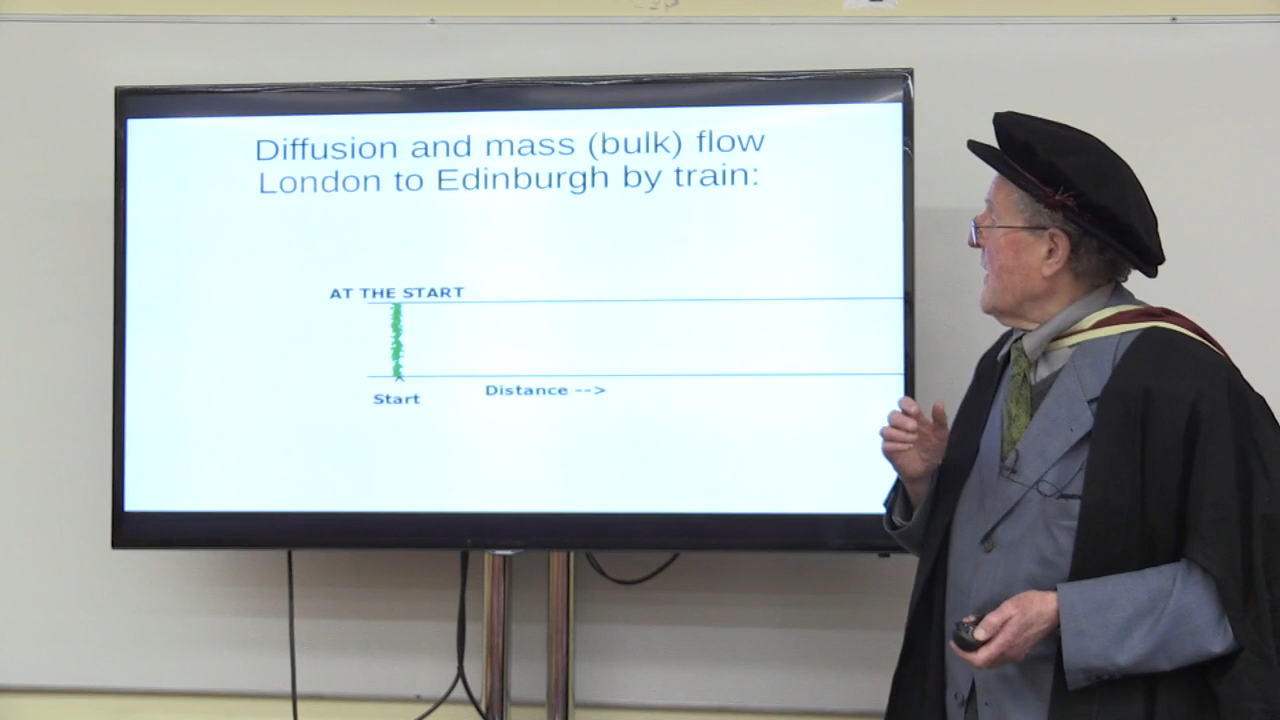 Diffusion and mass (bulk) flow
London to Edinburgh by train:
AT THE START
Start
Distance -->